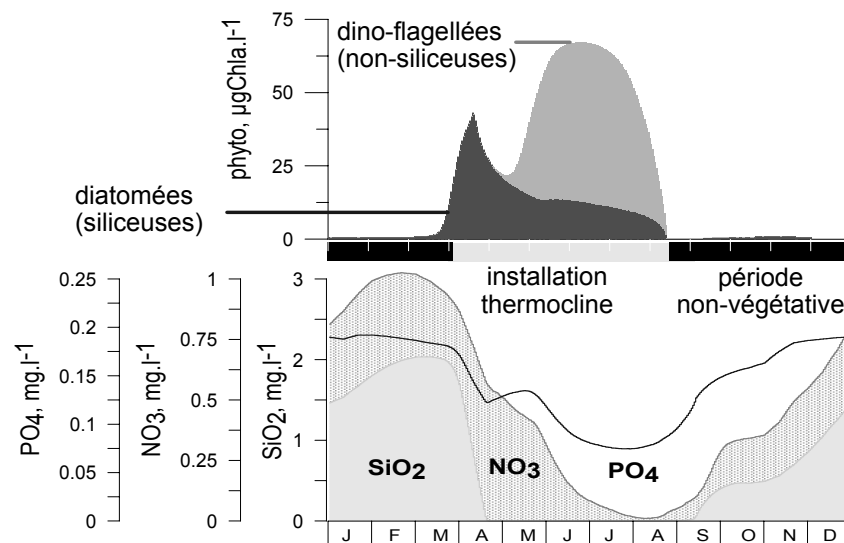 75
50
25
0
phyto, µgChla.l⁻¹
dino-flagellées
(non-siliceuses)
diatomées
(siliceuses)
installation
thermocline
période
non-végétative
0.25
0.2
0.15
0.1
0.05
0
PO₄, mg.l⁻¹
1
0.75
0.5
0.25
0
NO₃, mg.l⁻¹
3
2
1
0
SiO₂, mg.l⁻¹
SiO₂ NO₃ PO₄
J F M A M J J A S O N D